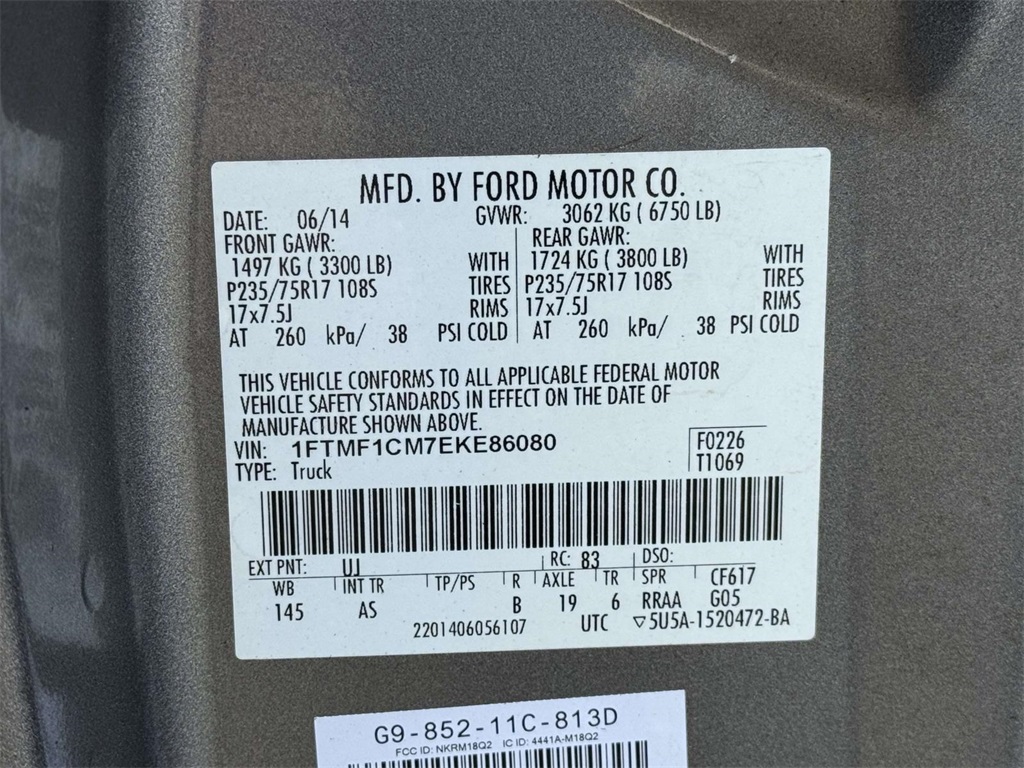 MFD. BY FORD MOTOR CO.
DATE: 06/14 GVWR: 3062 KG ( 6750 LB)
FRONT GAWR: REAR GAWR:
1497 KG ( 3300 LB) WITH 1724 KG ( 3800 LB) WITH
P235/75R17 108S TIRES P235/75R17 108S TIRES
17x7.5J RIMS 17x7.5J RIMS
AT 260 kPa/ 38 PSI COLD AT 260 kPa/ 38 PSI COLD
THIS VEHICLE CONFORMS TO ALL APPLICABLE FEDERAL MOTOR
VEHICLE SAFETY STANDARDS IN EFFECT ON THE DATE OF
MANUFACTURE SHOWN ABOVE.
VIN: 1FTMF1CM7EKE86080 F0226
TYPE: Truck T1069
EXT PNT: UJ RC: 83 DSO:
WB INT TR TP/PS R AXLE TR SPR CF617
145 AS B 19 6 RRAA G05
2201406056107 UTC ▽5U5A-1520472-BA
G9-852-11C-813D
FCC ID: NKRM18Q2 IC ID: 4441A-M18Q2